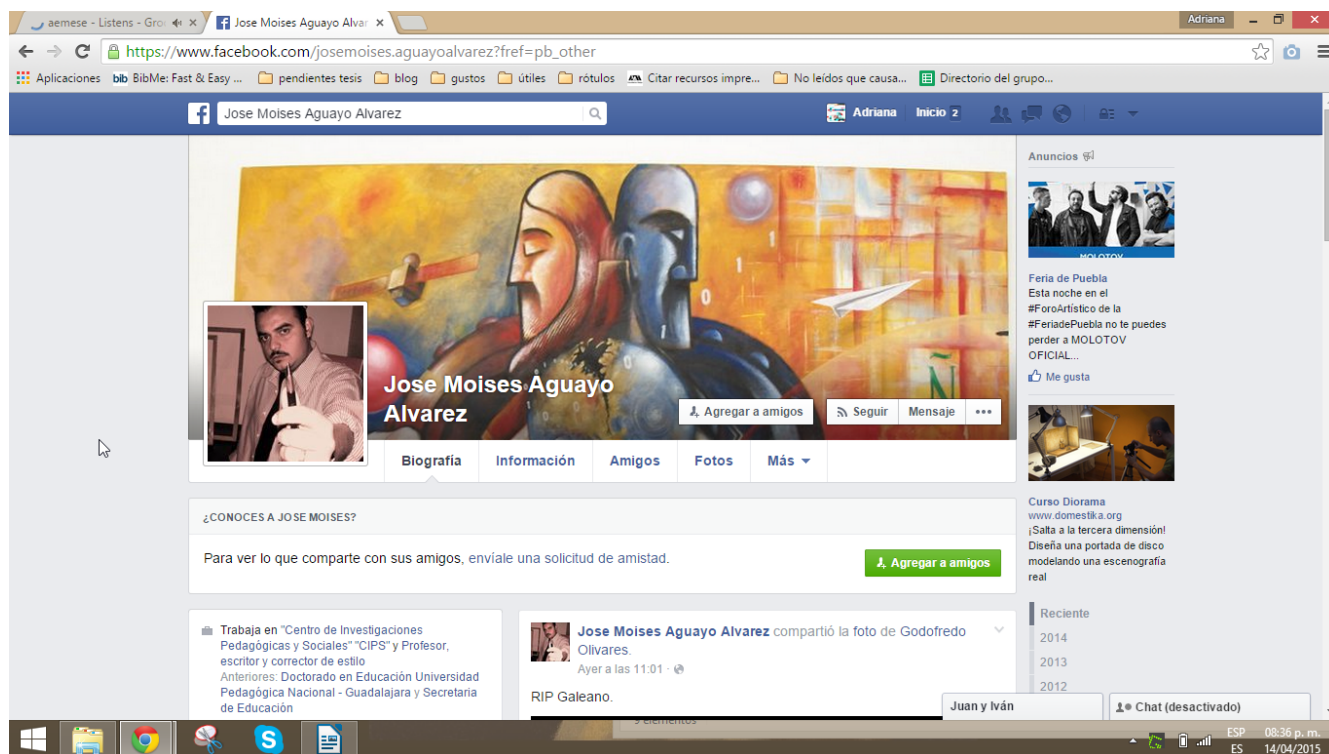 aemese - Listens - Gro
Jose Moises Aguayo Alvar
Adriana
https://www.facebook.com/josemoises.aguayoalvarez?fref=pb_other
Aplicaciones bib BibMe: Fast & Easy ... pendientes tesis blog gustos útiles rótulos Citar recursos impre... No leídos que causa... Directorio del grupo...
Jose Moises Aguayo Alvarez
Adriana Inicio 2
Anuncios
MOLOTOV
Feria de Puebla
Esta noche en el
#ForoArtístico de la
#FeriadePuebla no te puedes
perder a MOLOTOV
OFICIAL...
Me gusta
Jose Moises Aguayo
Alvarez
Agregar a amigos Seguir Mensaje
Biografía Información Amigos Fotos Más
Curso Diorama
www.domestika.org
¡Salta a la tercera dimensión!
Diseña una portada de disco
modelando una escenografía
real
¿CONOCES A JOSE MOISES?
Para ver lo que comparte con sus amigos, envíale una solicitud de amistad.
Agregar a amigos
Reciente
2014
2013
2012
Trabaja en "Centro de Investigaciones
Pedagógicas y Sociales" "CIPS" y Profesor,
escritor y corrector de estilo
Anteriores: Doctorado en Educación Universidad
Pedagógica Nacional - Guadalajara y Secretaria
de Educación
Jose Moises Aguayo Alvarez compartió la foto de Godofredo
Olivares.
Ayer a las 11:01 ·
RIP Galeano.
9 elementos
Juan y Iván
Chat (desactivado)
ESP 08:36 p. m.
ES 14/04/2015